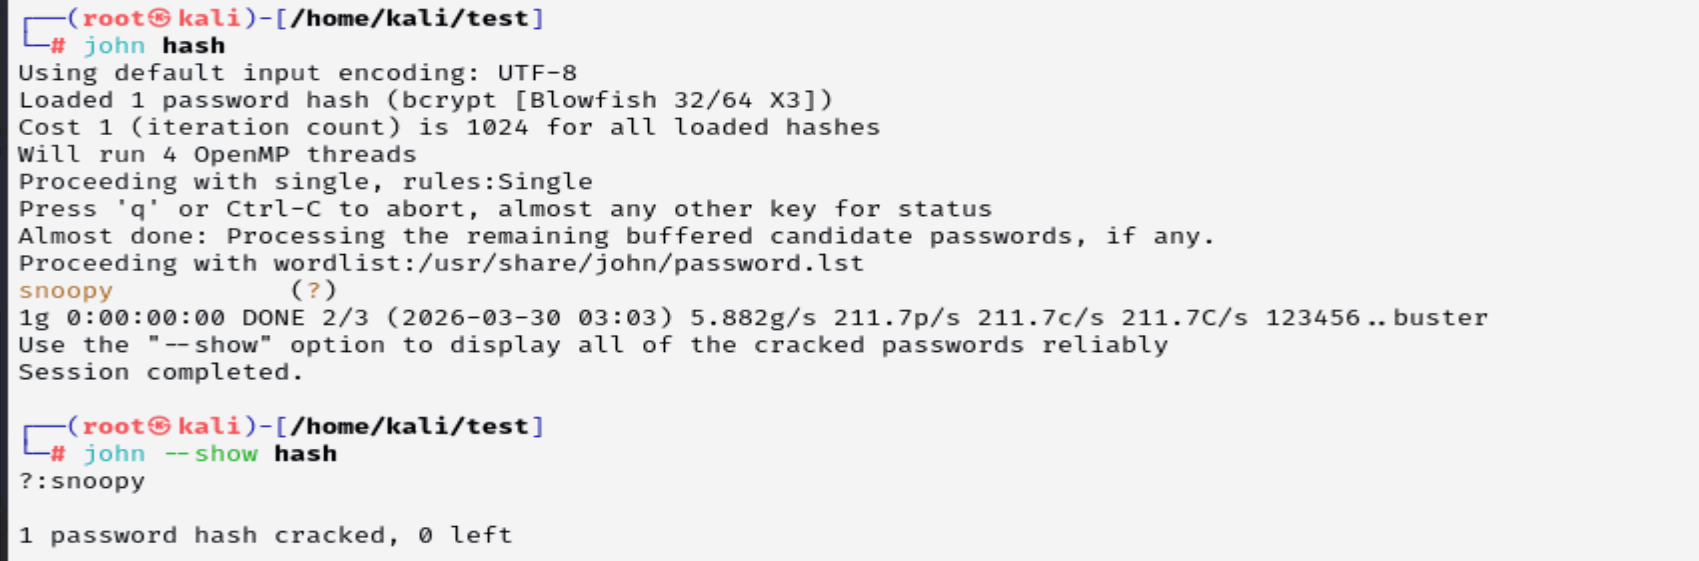 ┌──(root㉿kali)-[/home/kali/test]
└─# john hash
Using default input encoding: UTF-8
Loaded 1 password hash (bcrypt [Blowfish 32/64 X3])
Cost 1 (iteration count) is 1024 for all loaded hashes
Will run 4 OpenMP threads
Proceeding with single, rules:Single
Press 'q' or Ctrl-C to abort, almost any other key for status
Almost done: Processing the remaining buffered candidate passwords, if any.
Proceeding with wordlist:/usr/share/john/password.lst
snoopy           (?)
1g 0:00:00:00 DONE 2/3 (2026-03-30 03:03) 5.882g/s 211.7p/s 211.7c/s 211.7C/s 123456..buster
Use the "--show" option to display all of the cracked passwords reliably
Session completed.
┌──(root㉿kali)-[/home/kali/test]
└─# john --show hash
?:snoopy
1 password hash cracked, 0 left